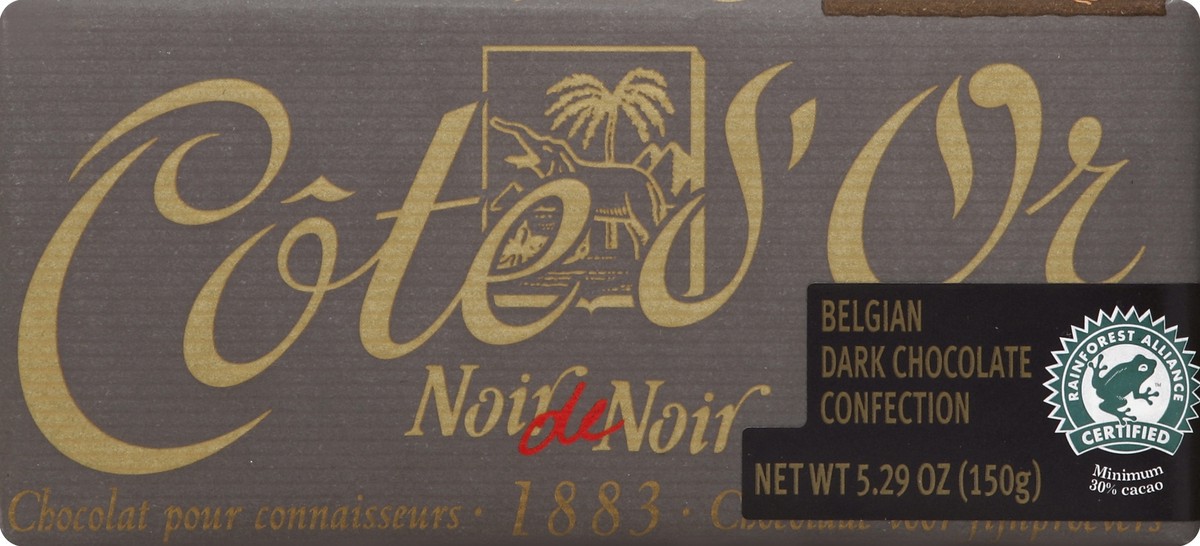 Côte d'Or
Noir de Noir
BELGIAN
DARK CHOCOLATE
CONFECTION
RAINFOREST ALLIANCE
TM
CERTIFIED
NET WT 5.29 OZ (150g)
Minimum
30% cacao
Chocolat pour connaisseurs · 1883 ·